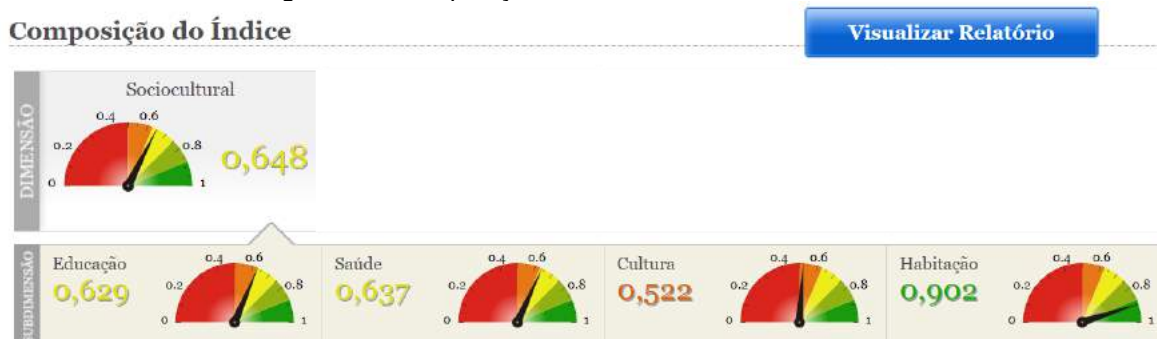 Composição do Índice
Visualizar Relatório
DIMENSÃO
Sociocultural
0.4 0.6
0.2 0.8
0 1
0,648
Educação
0,629
0.4 0.6
0.2 0.8
0 1
Saúde
0,637
0.4 0.6
0.2 0.8
0 1
Cultura
0,522
0.4 0.6
0.2 0.8
0 1
Habitação
0,902
0.4 0.6
0.2 0.8
0 1